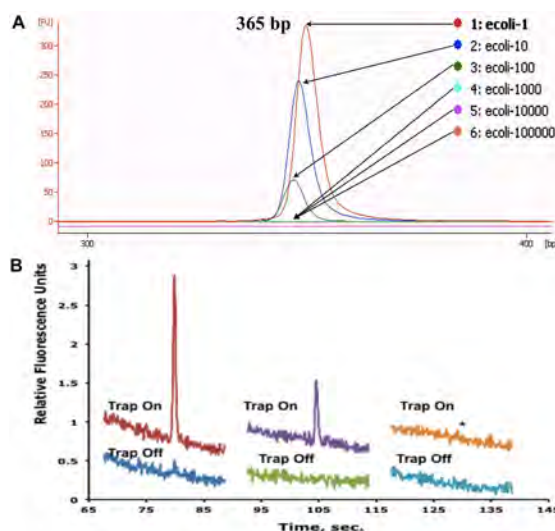 A
365 bp
[FU]
300
250
200
150
100
50
0
300
400
[bp
1: ecoli-1
2: ecoli-10
3: ecoli-100
4: ecoli-1000
5: ecoli-10000
6: ecoli-100000
B
Relative Fluorescence Units
3
2.5
2
1.5
1
0.5
0
Trap On
Trap Off
Trap On
Trap Off
Trap On
Trap Off
65
75
85
95
105
115
125
135
145
Time, sec.